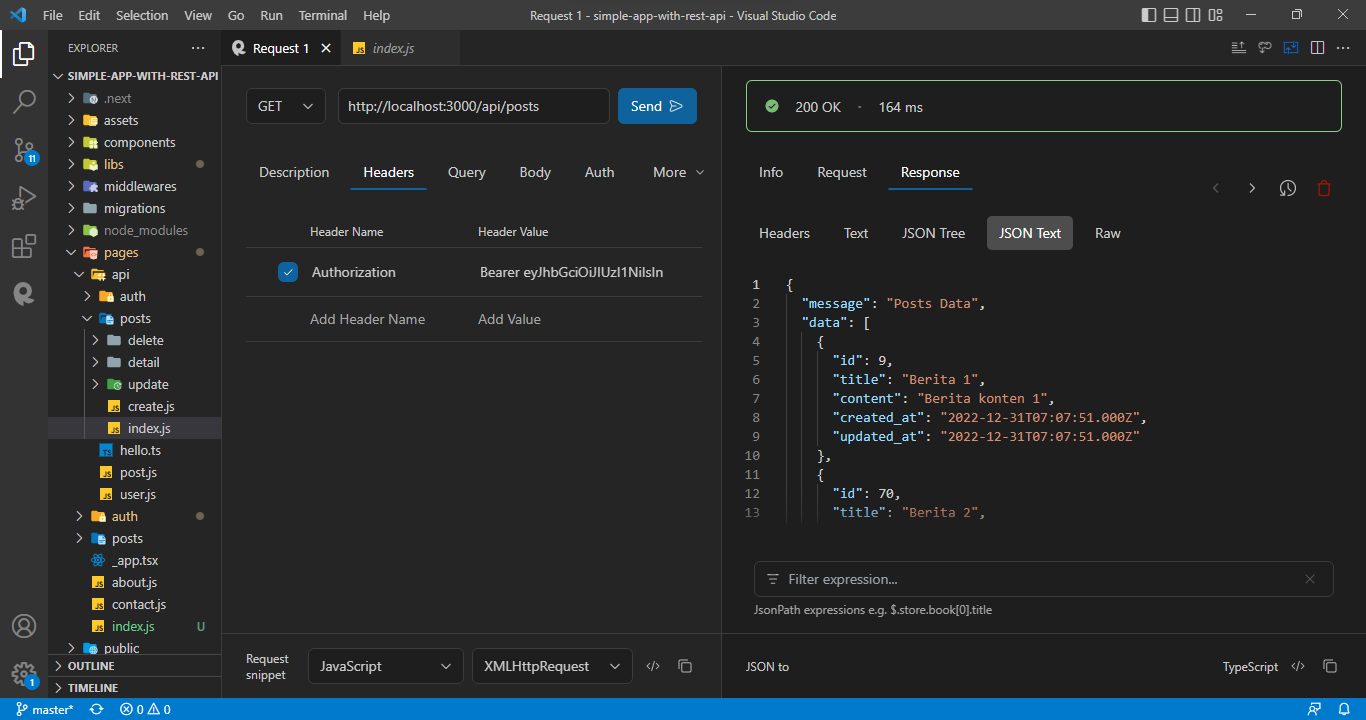 File Edit Selection View Go Run Terminal Help
Request 1 - simple-app-with-rest-api - Visual Studio Code
EXPLORER
SIMPLE-APP-WITH-REST-API
.next
assets
components
libs
middlewares
migrations
node_modules
pages
api
auth
posts
delete
detail
update
create.js
index.js
hello.ts
post.js
user.js
auth
posts
_app.tsx
about.js
contact.js
index.js U
public
OUTLINE
TIMELINE
11
1
Request 1
index.js
GET
http://localhost:3000/api/posts
Send
Description Headers Query Body Auth More
Header Name Header Value
Authorization Bearer eyJhbGciOiJIUzI1NiIsIn
Add Header Name Add Value
Request snippet
JavaScript
XMLHttpRequest
200 OK · 164 ms
Info Request Response
Headers Text JSON Tree JSON Text Raw
1 {
2 "message": "Posts Data",
3 "data": [
4 {
5 "id": 9,
6 "title": "Berita 1",
7 "content": "Berita konten 1",
8 "created_at": "2022-12-31T07:07:51.000Z",
9 "updated_at": "2022-12-31T07:07:51.000Z"
10 },
11 {
12 "id": 70,
13 "title": "Berita 2",
Filter expression...
JsonPath expressions e.g. $.store.book[0].title
JSON to
TypeScript
master*
0 0